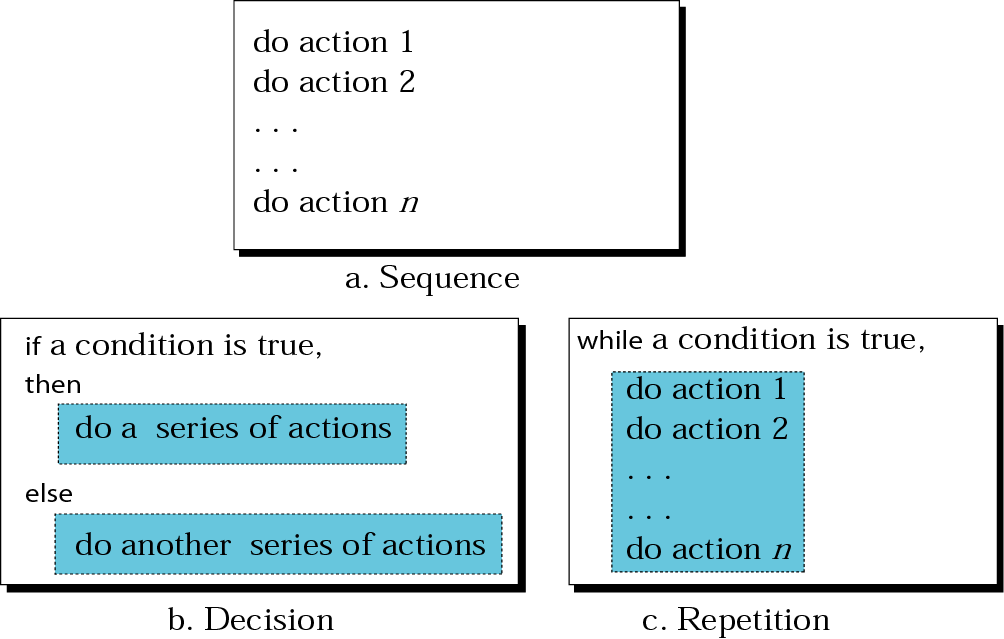 do action 1
do action 2
. . .
. . .
do action n
a. Sequence
if a condition is true,
then
do a series of actions
else
do another series of actions
b. Decision
while a condition is true,
do action 1
do action 2
. . .
. . .
do action n
c. Repetition